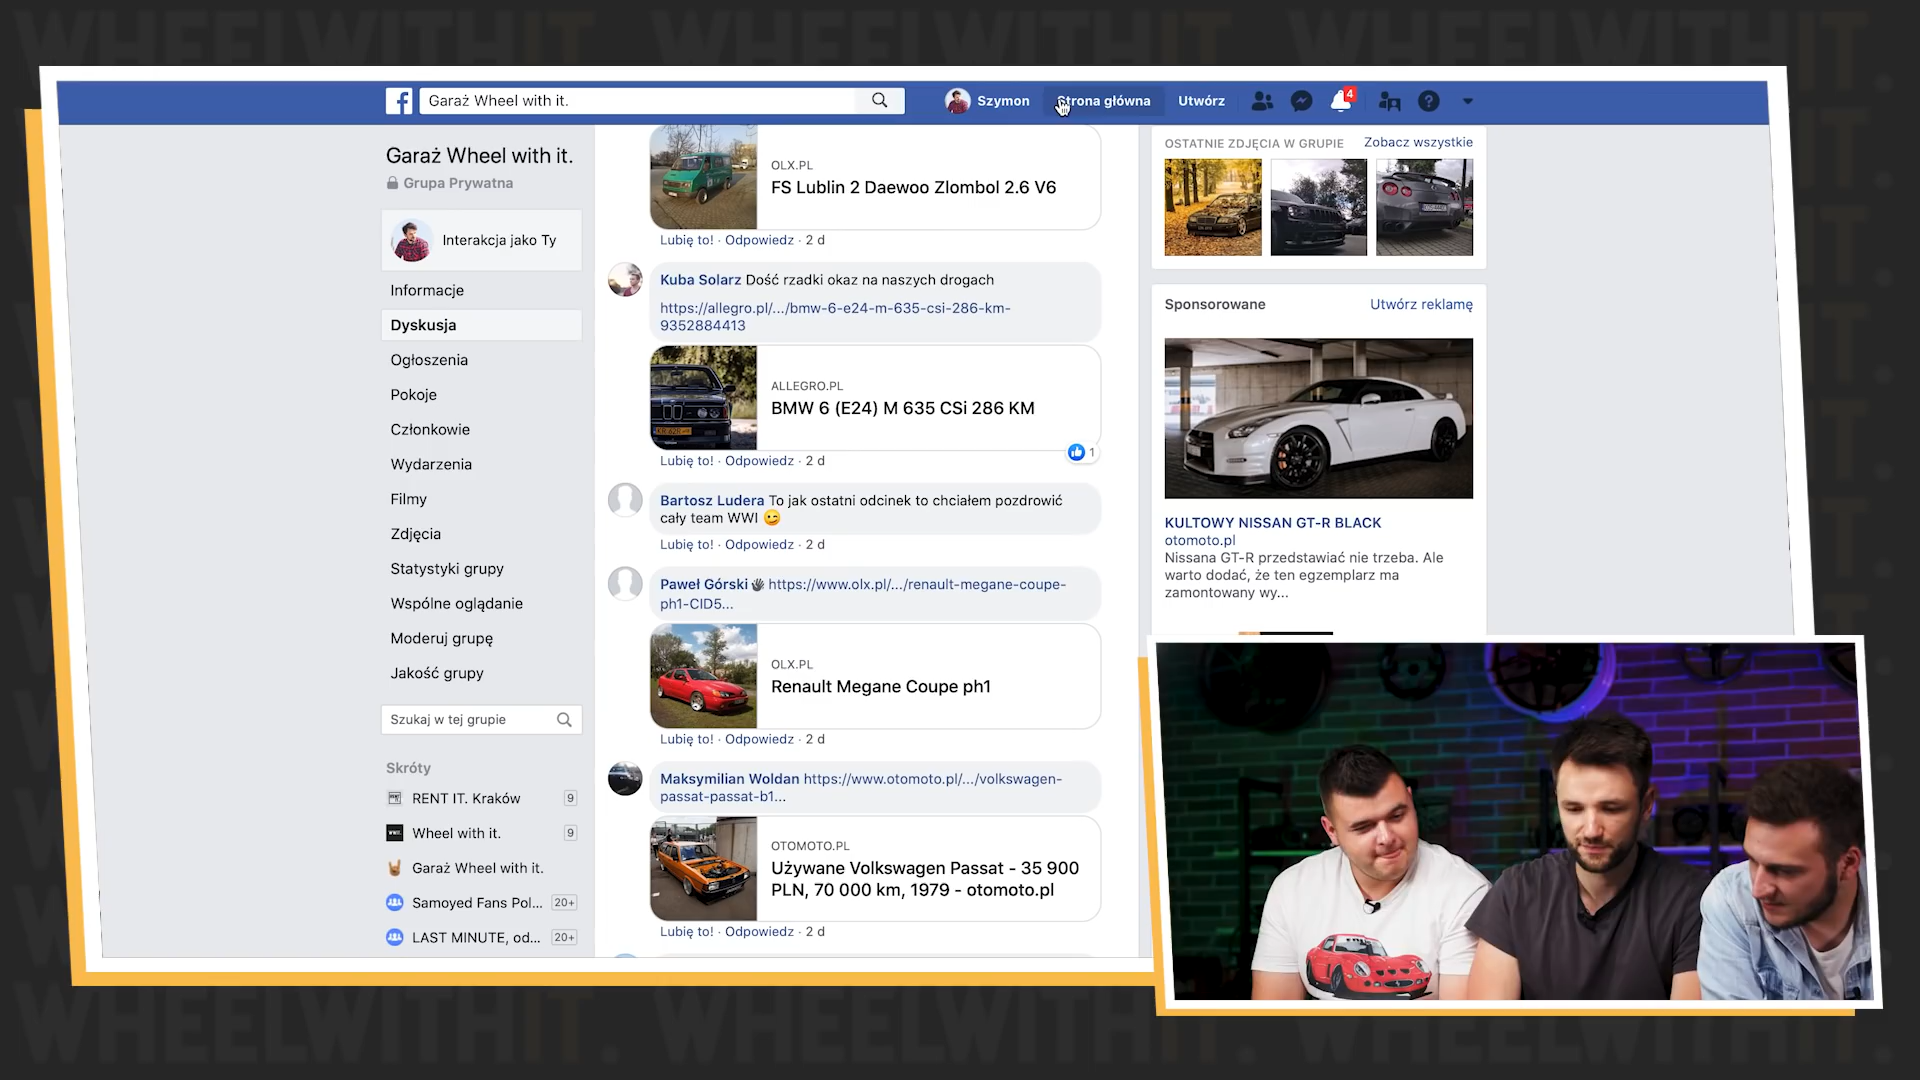 WHEELWITHIT. WHEELWITHIT. WHEELWITHIT.
Garaż Wheel with it.
Szymon
Strona główna
Utwórz
4
Garaż Wheel with it.
Grupa Prywatna
Interakcja jako Ty
Informacje
Dyskusja
Ogłoszenia
Pokoje
Członkowie
Wydarzenia
Filmy
Zdjęcia
Statystyki grupy
Wspólne oglądanie
Moderuj grupę
Jakość grupy
Szukaj w tej grupie
Skróty
RENT IT. Kraków 9
Wheel with it. 9
Garaż Wheel with it.
Samoyed Fans Pol... 20+
LAST MINUTE, od... 20+
OLX.PL
FS Lublin 2 Daewoo Zlombol 2.6 V6
Lubię to! · Odpowiedz · 2 d
Kuba Solarz Dość rzadki okaz na naszych drogach
https://allegro.pl/.../bmw-6-e24-m-635-csi-286-km-
9352884413
ALLEGRO.PL
BMW 6 (E24) M 635 CSi 286 KM
1
Lubię to! · Odpowiedz · 2 d
Bartosz Ludera To jak ostatni odcinek to chciałem pozdrowić
cały team WWI 😉
Lubię to! · Odpowiedz · 2 d
Paweł Górski https://www.olx.pl/.../renault-megane-coupe-
ph1-CID5...
OLX.PL
Renault Megane Coupe ph1
Lubię to! · Odpowiedz · 2 d
Maksymilian Woldan https://www.otomoto.pl/.../volkswagen-
passat-passat-b1...
OTOMOTO.PL
Używane Volkswagen Passat - 35 900
PLN, 70 000 km, 1979 - otomoto.pl
Lubię to! · Odpowiedz · 2 d
OSTATNIE ZDJĘCIA W GRUPIE
Zobacz wszystkie
Sponsorowane
Utwórz reklamę
KULTOWY NISSAN GT-R BLACK
otomoto.pl
Nissana GT-R przedstawiać nie trzeba. Ale
warto dodać, że ten egzemplarz ma
zamontowany wy...
WHEELWITHIT. WHEELWITHIT. WHEELWITHIT.